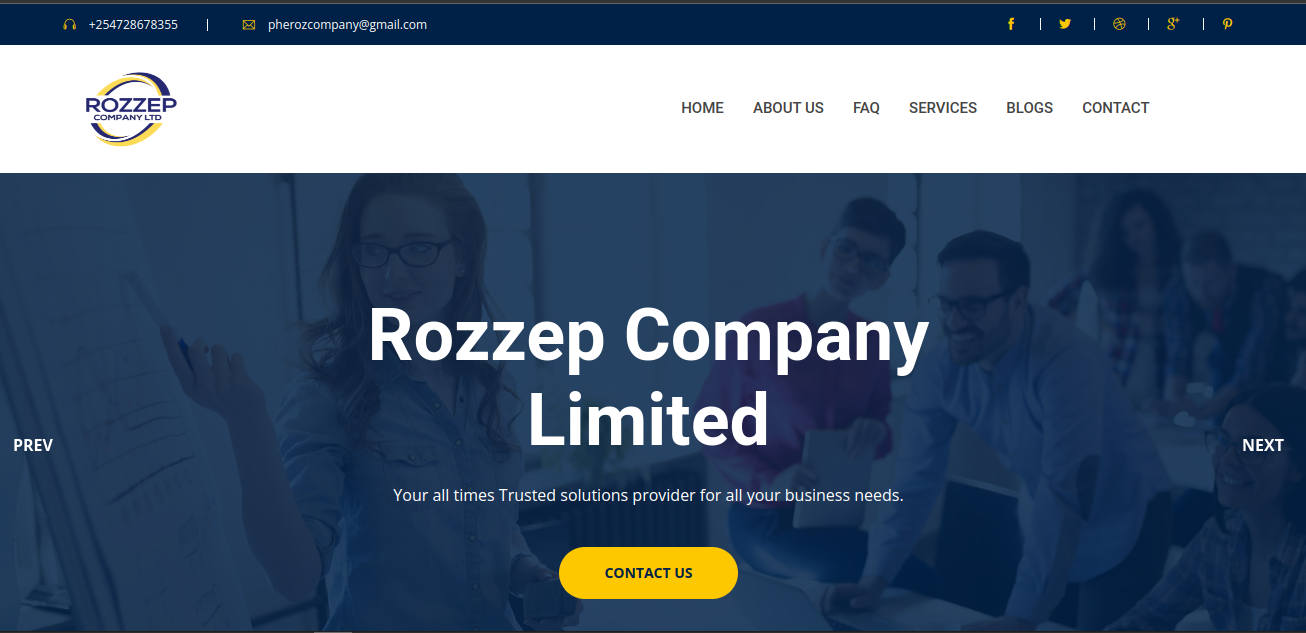 +254728678355 pherozcompany@gmail.com
ROZZEP
COMPANY LTD
HOME ABOUT US FAQ SERVICES BLOGS CONTACT
Rozzep Company
Limited
PREV
NEXT
Your all times Trusted solutions provider for all your business needs.
CONTACT US